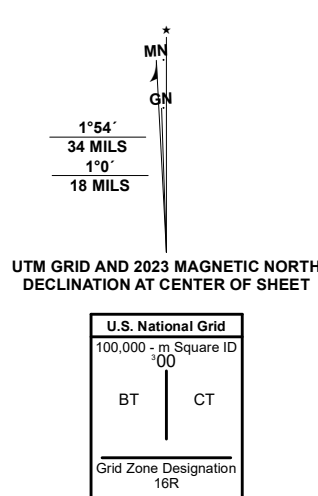 ★
MN
GN
1°54´
34 MILS
1°0´
18 MILS
UTM GRID AND 2023 MAGNETIC NORTH
DECLINATION AT CENTER OF SHEET
U.S. National Grid
100,000 - m Square ID
³00
BT CT
Grid Zone Designation
16R